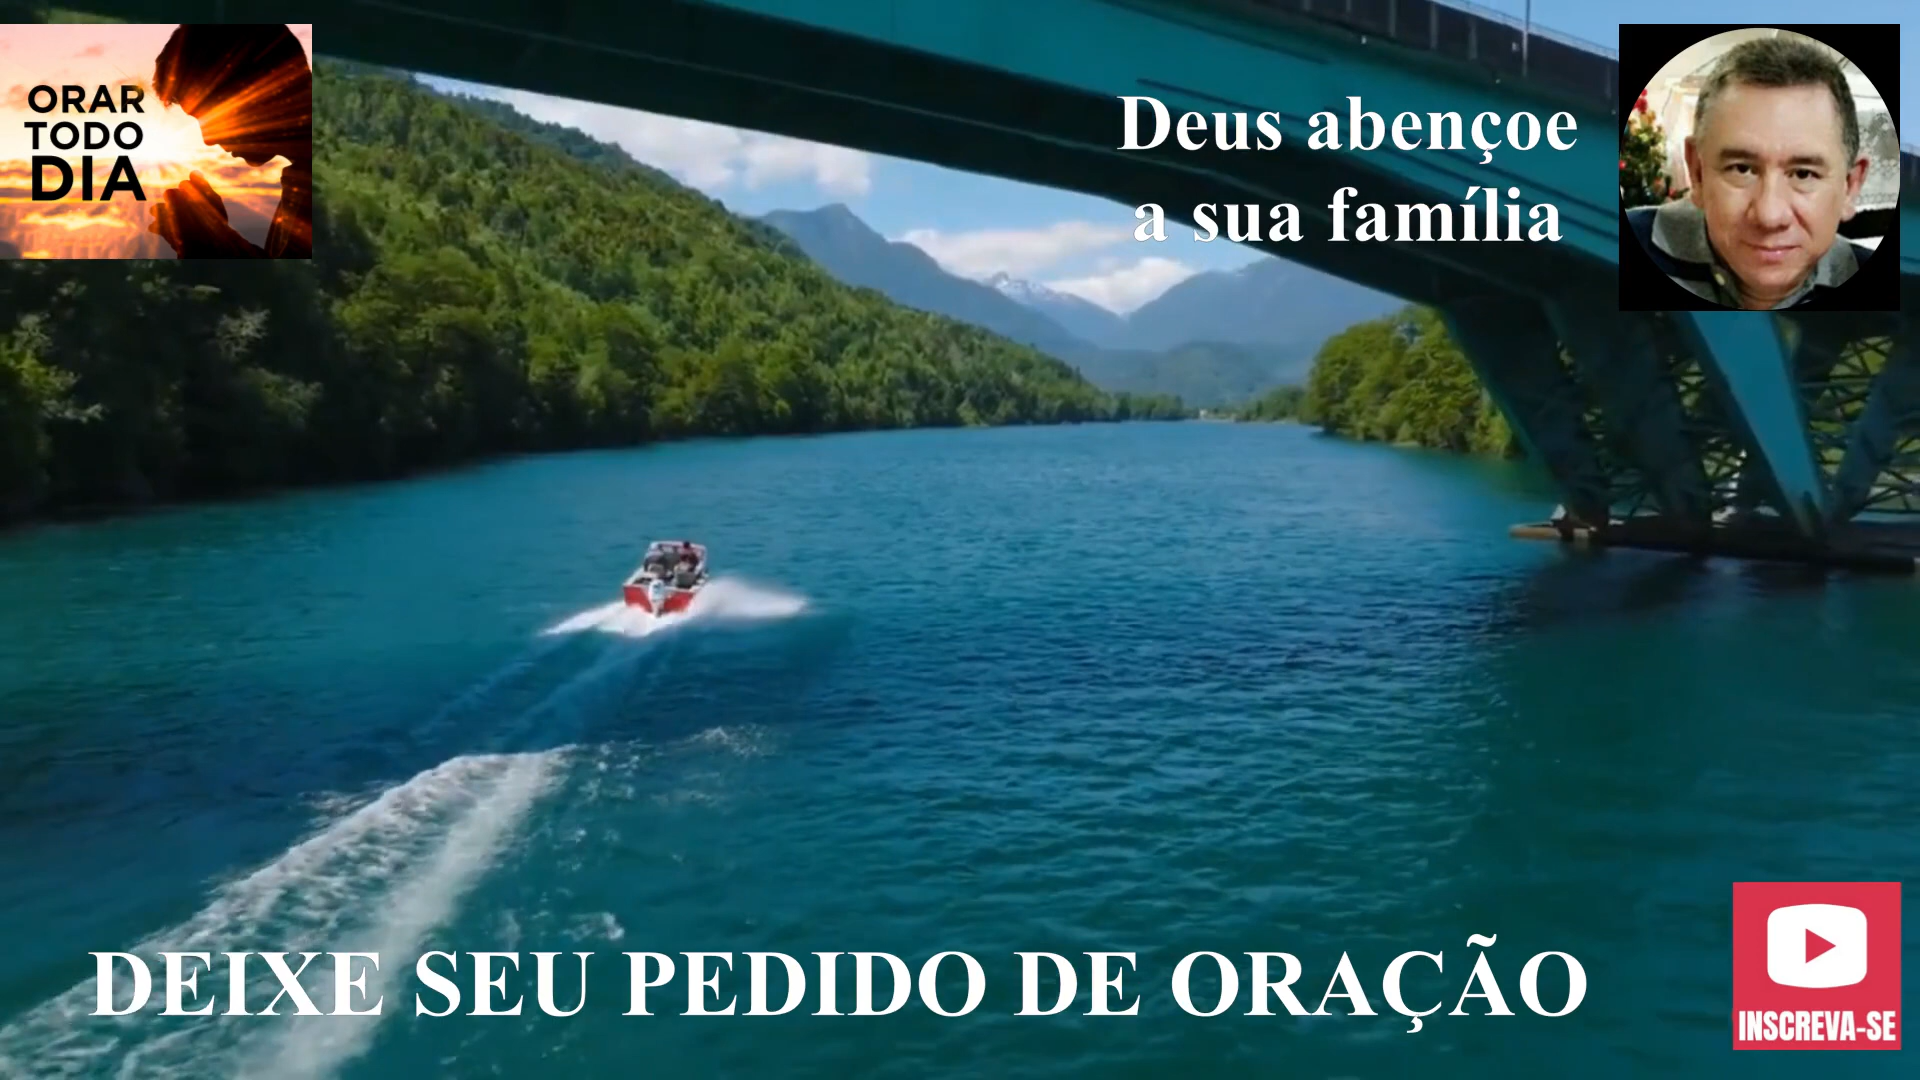 ORAR
TODO
DIA
Deus abençoe
a sua família
DEIXE SEU PEDIDO DE ORAÇÃO
INSCREVA-SE